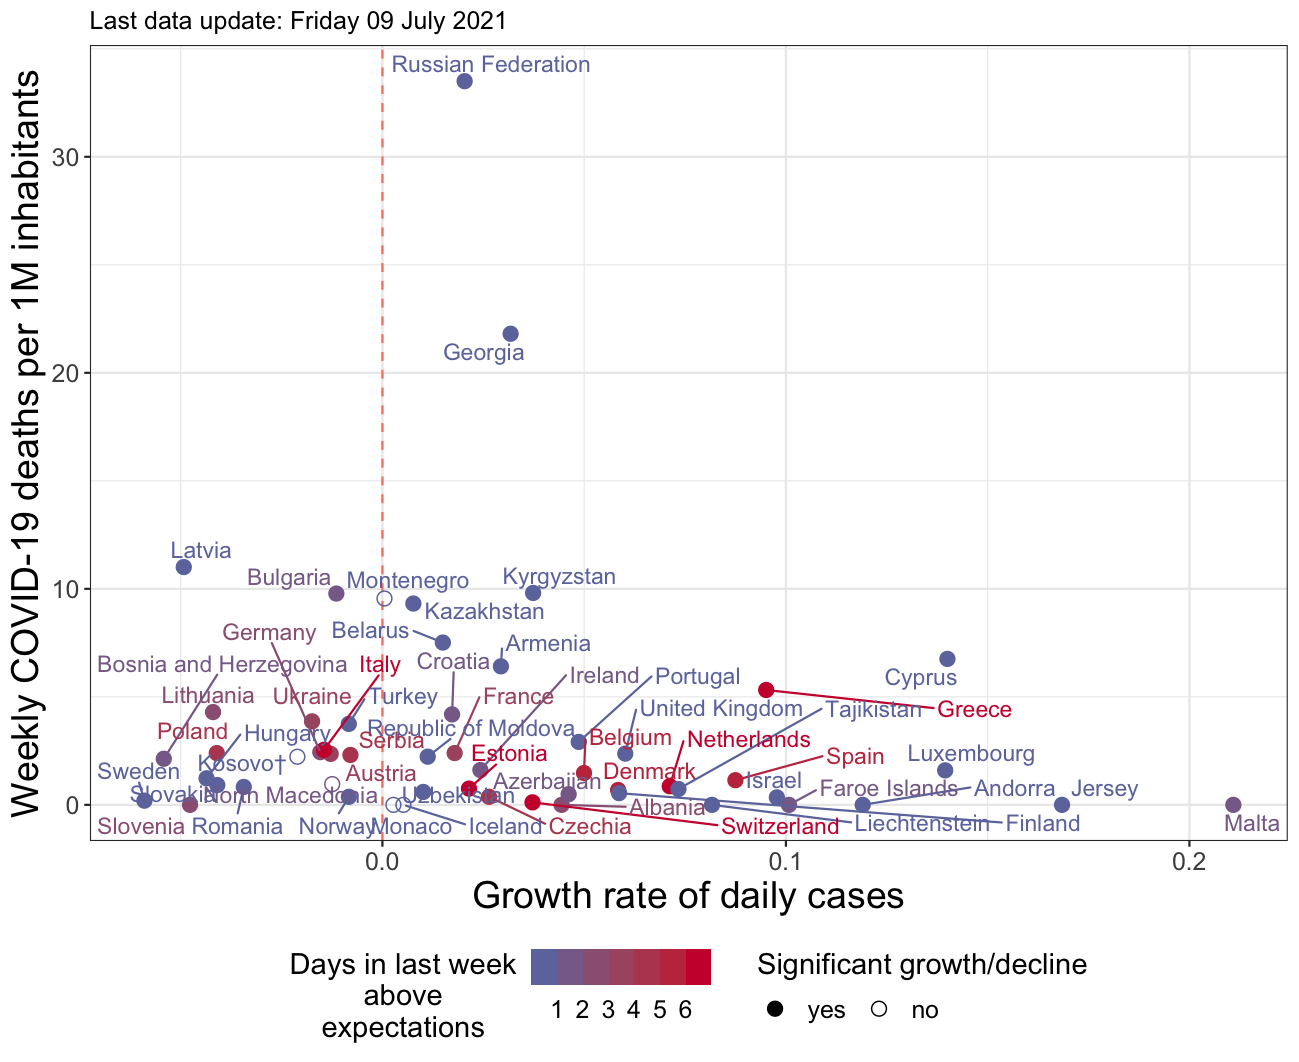 Last data update: Friday 09 July 2021
Weekly COVID-19 deaths per 1M inhabitants
30
20
10
0
Russian Federation
Georgia
Latvia
Bulgaria
Montenegro
Kyrgyzstan
Kazakhstan
Germany
Belarus
Armenia
Bosnia and Herzegovina
Italy
Croatia
Ireland
Portugal
Cyprus
Lithuania
Ukraine
Turkey
France
United Kingdom
Tajikistan
Greece
Poland
Hungary
Republic of Moldova
Serbia
Belgium
Netherlands
Estonia
Spain
Luxembourg
Sweden
Kosovo†
Austria
Denmark
Azerbaijan
Israel
Faroe Islands
Andorra
Jersey
Slovakia
North Macedonia
Uzbekistan
Albania
Slovenia
Romania
Norway
Monaco
Iceland
Czechia
Switzerland
Liechtenstein
Finland
Malta
0.0
0.1
0.2
Growth rate of daily cases
Days in last week
above
expectations
1 2 3 4 5 6
Significant growth/decline
yes
no